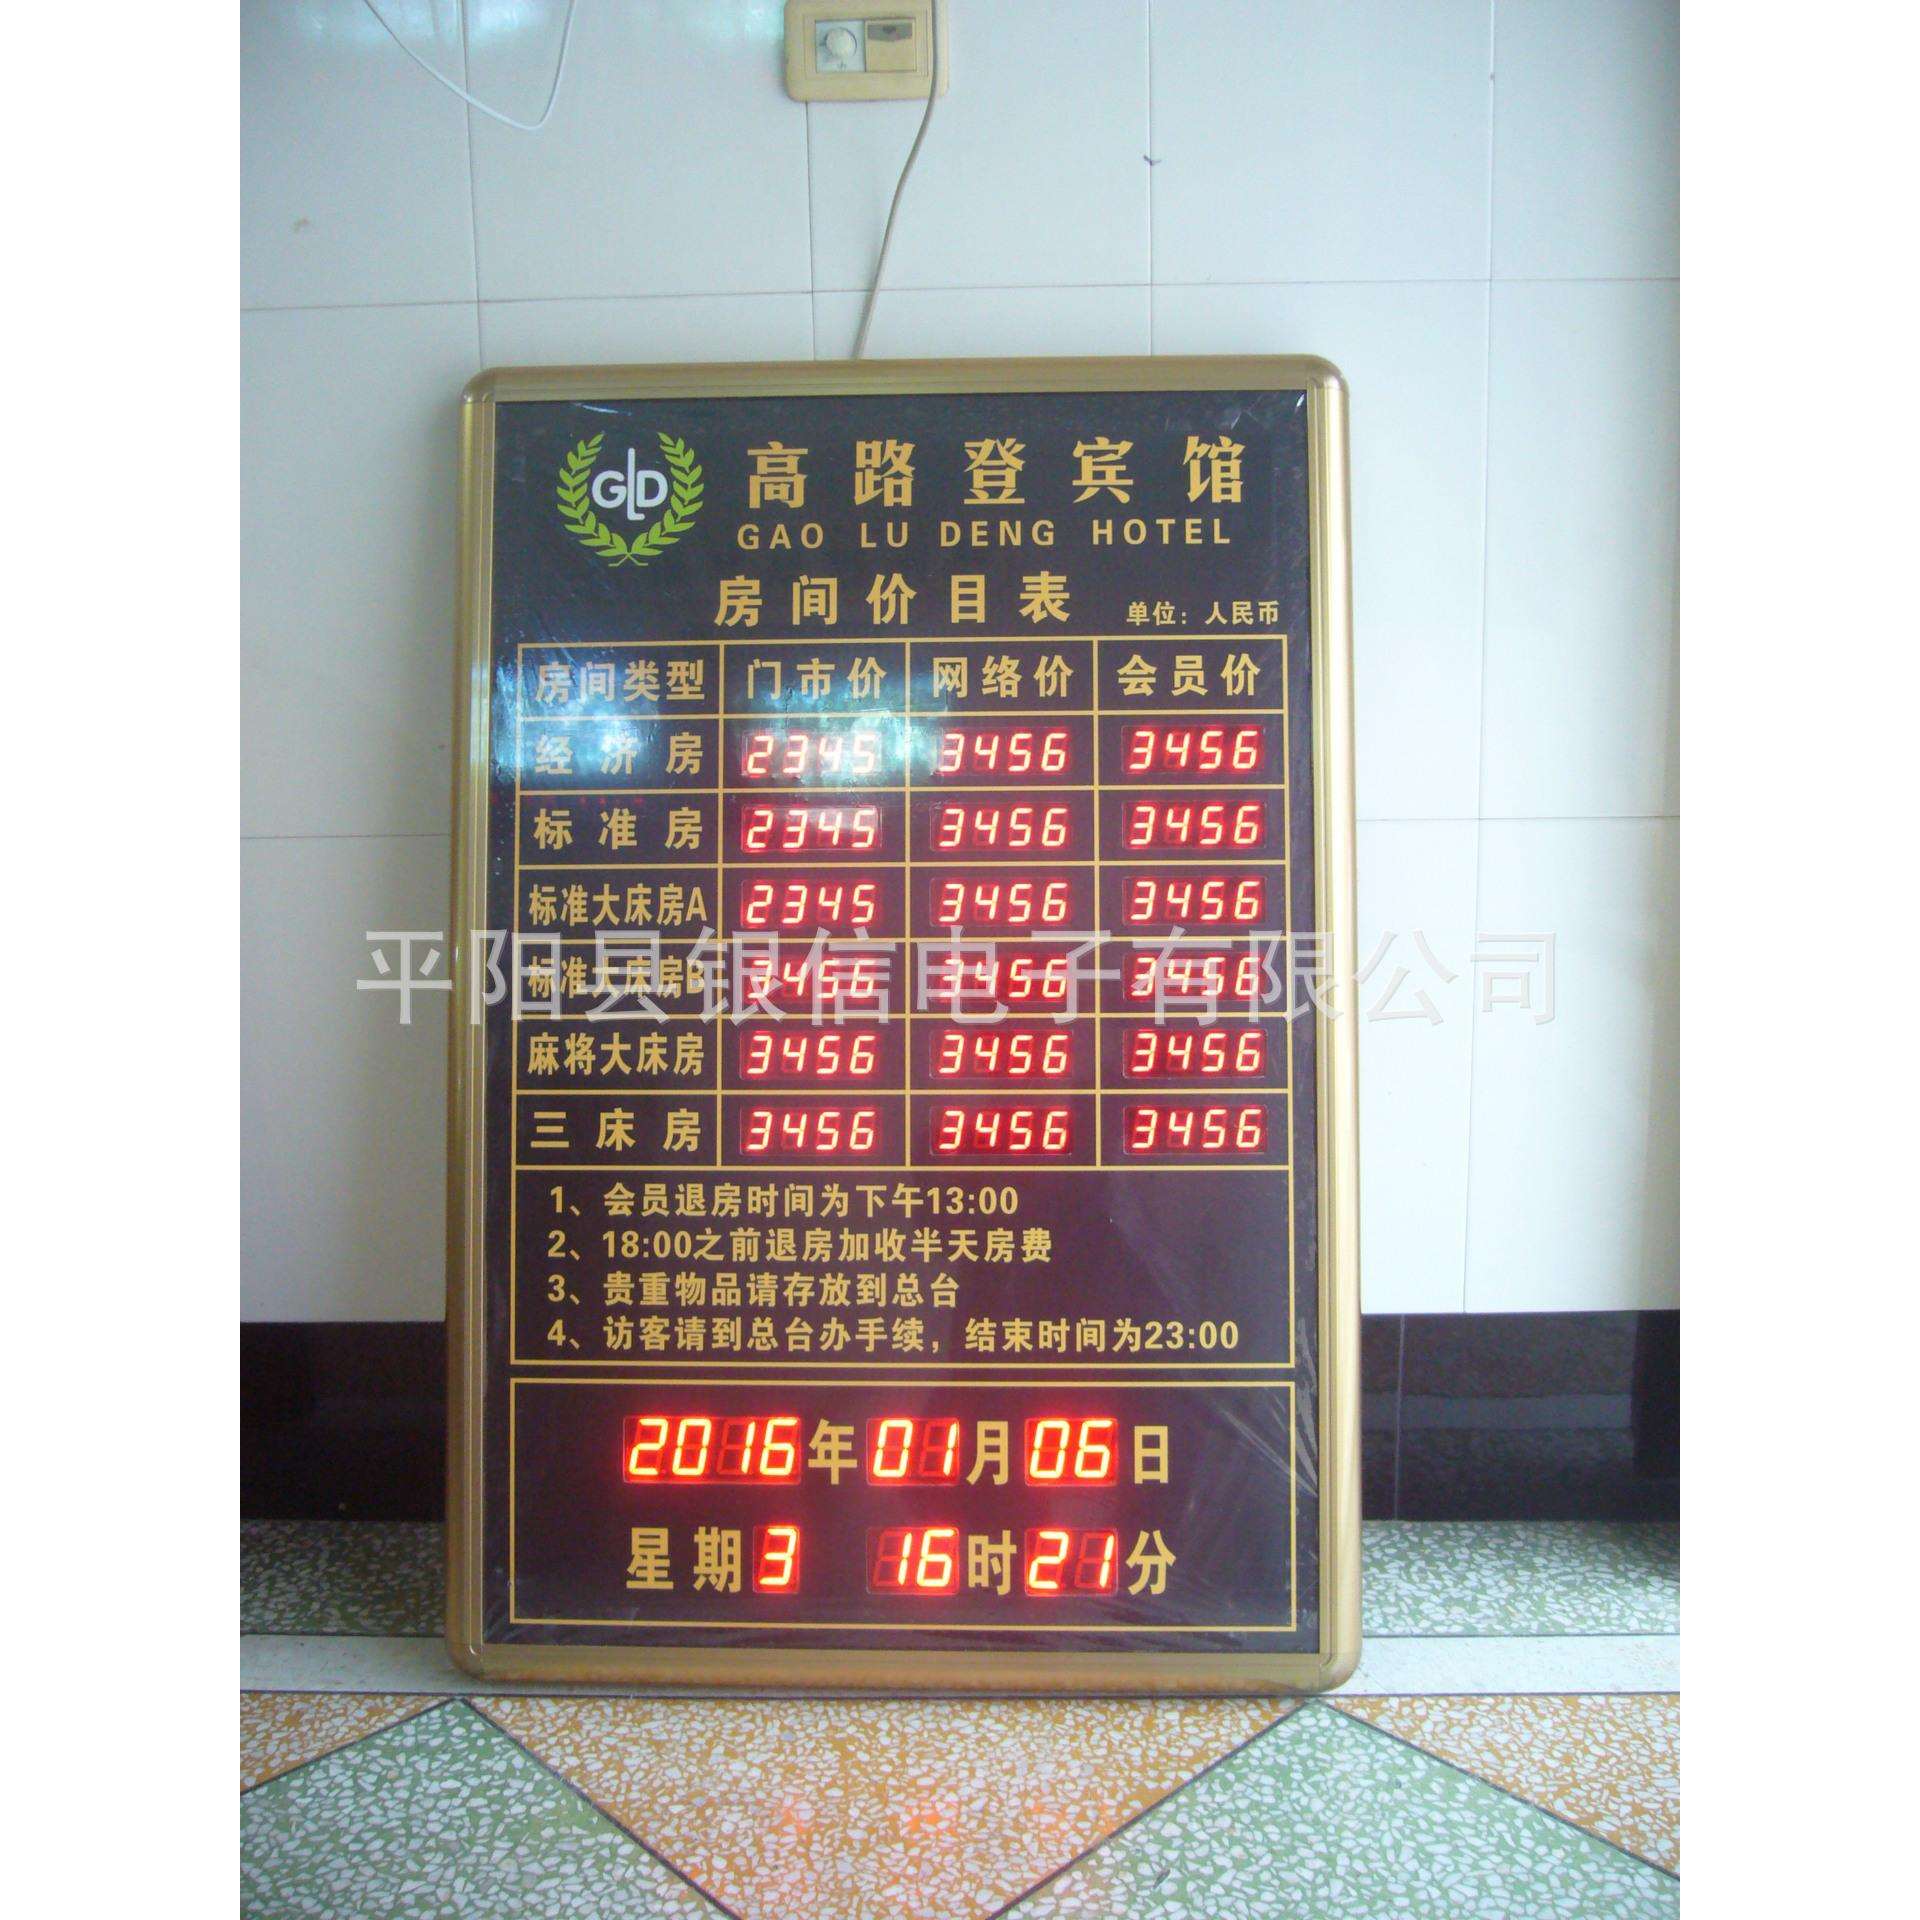 GLD
高路登宾馆
GAO LU DENG HOTEL
房间价目表 单位：人民币
房间类型 门市价 网络价 会员价
经济房 2345 3456 3456
标准房 2345 3456 3456
标准大床房A 2345 3456 3456
标准大床房B 3456 3456 3456
麻将大床房 3456 3456 3456
三床房 3456 3456 3456
平阳县银信电子有限公司
1、会员退房时间为下午13:00
2、18:00之前退房加收半天房费
3、贵重物品请存放到总台
4、访客请到总台办手续，结束时间为23:00
2016年01月06日
星期3 16时21分